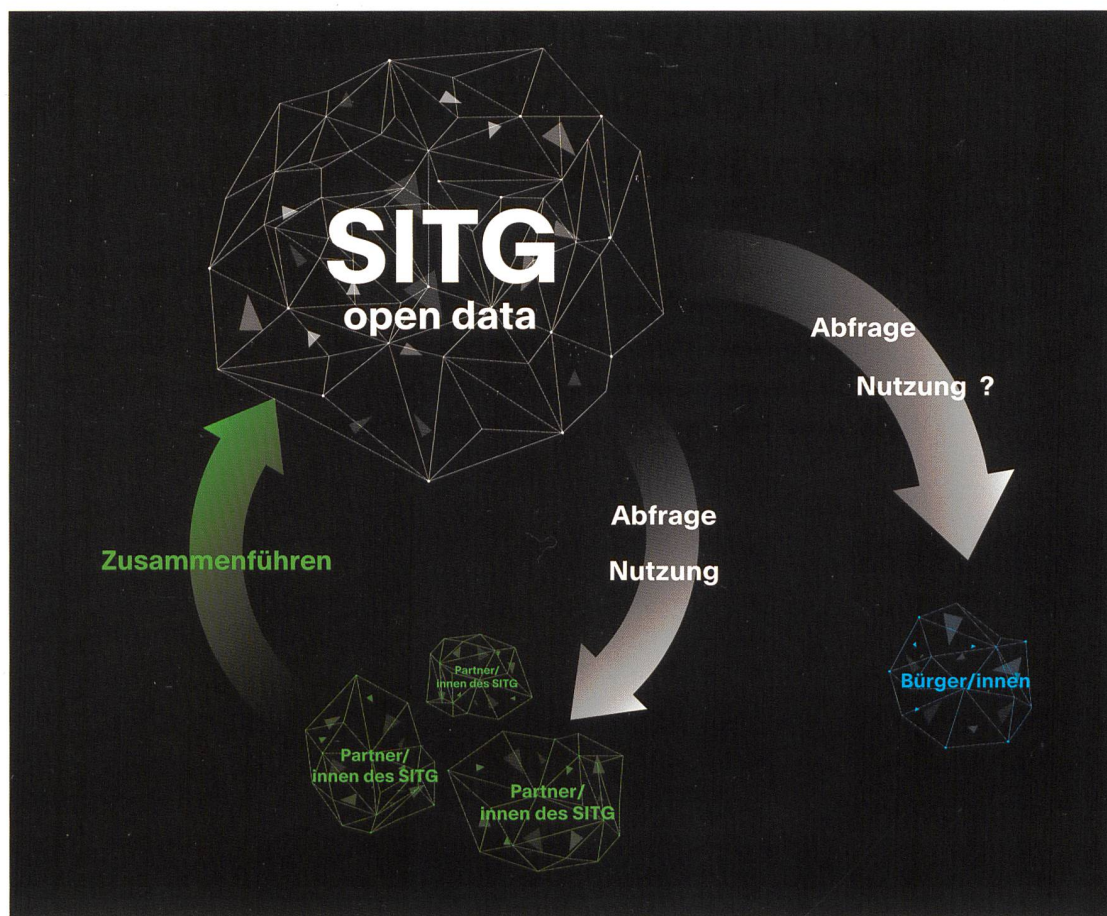 SITG
open data
Abfrage
Nutzung ?
Abfrage
Nutzung
Zusammenführen
Partner/
innen des SITG
Partner/
innen des SITG
Partner/
innen des SITG
Bürger/innen